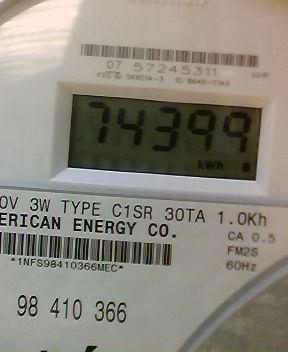 07 57245311
74399
kWh
0V 3W TYPE C1SR 30TA 1.0Kh
ERICAN ENERGY CO.
CA 0.5
FM2S
*1NFS98410366MEC*
60Hz
98 410 366